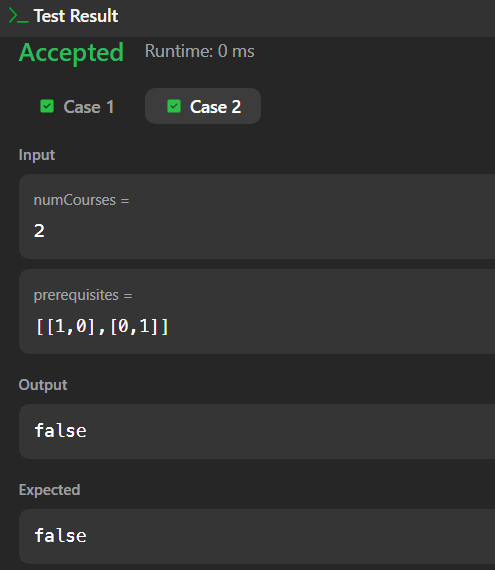 Test Result
Accepted Runtime: 0 ms
Case 1 Case 2
Input
numCourses =
2
prerequisites =
[[1,0],[0,1]]
Output
false
Expected
false